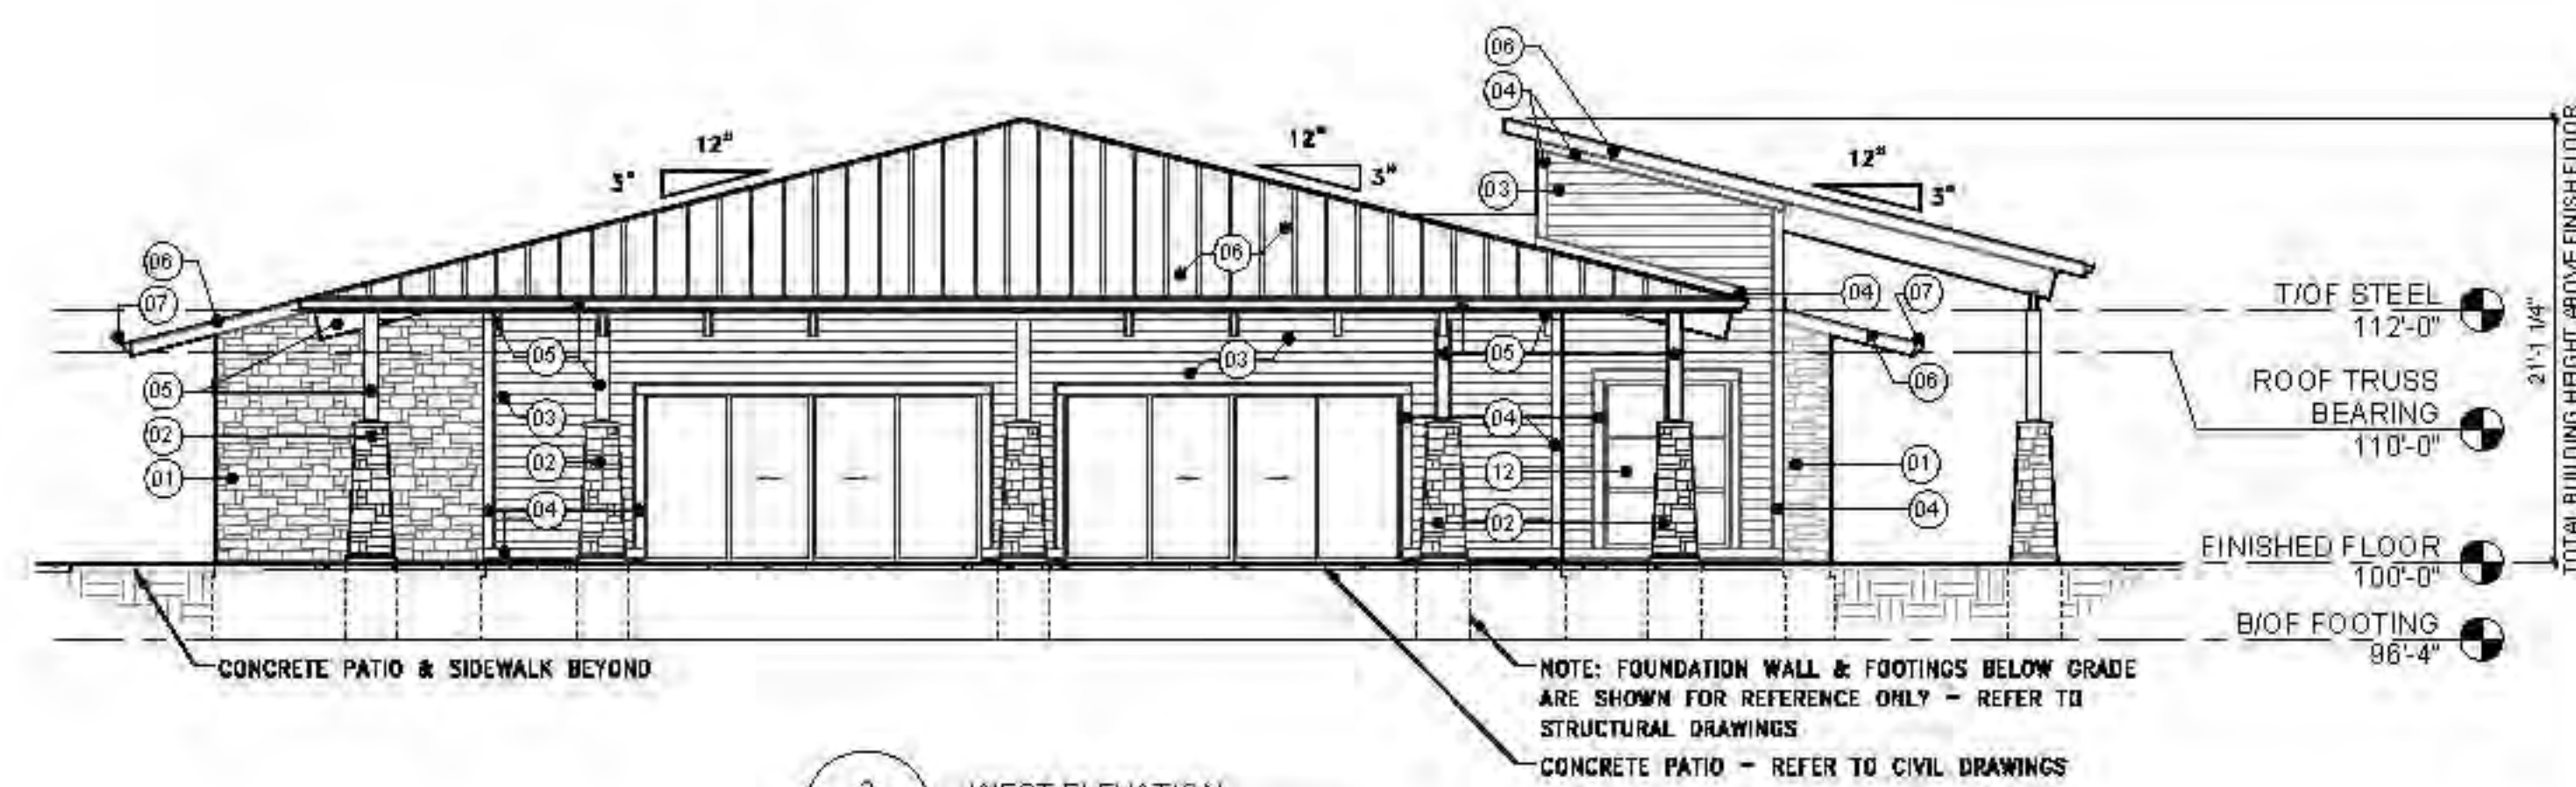 06
04
12"
3"
12"
3"
03
12"
3"
06
07
06
04
07
T/OF STEEL
112'-0"
21'-1 1/4"
TOTAL BUILDING HEIGHT ABOVE FINISH FLOOR
05
03
05
06
ROOF TRUSS
BEARING
110'-0"
05
03
04
02
02
12
01
01
04
02
04
FINISHED FLOOR
100'-0"
B/OF FOOTING
96'-4"
CONCRETE PATIO & SIDEWALK BEYOND
NOTE: FOUNDATION WALL & FOOTINGS BELOW GRADE
ARE SHOWN FOR REFERENCE ONLY - REFER TO
STRUCTURAL DRAWINGS
CONCRETE PATIO - REFER TO CIVIL DRAWINGS
WEST ELEVATION